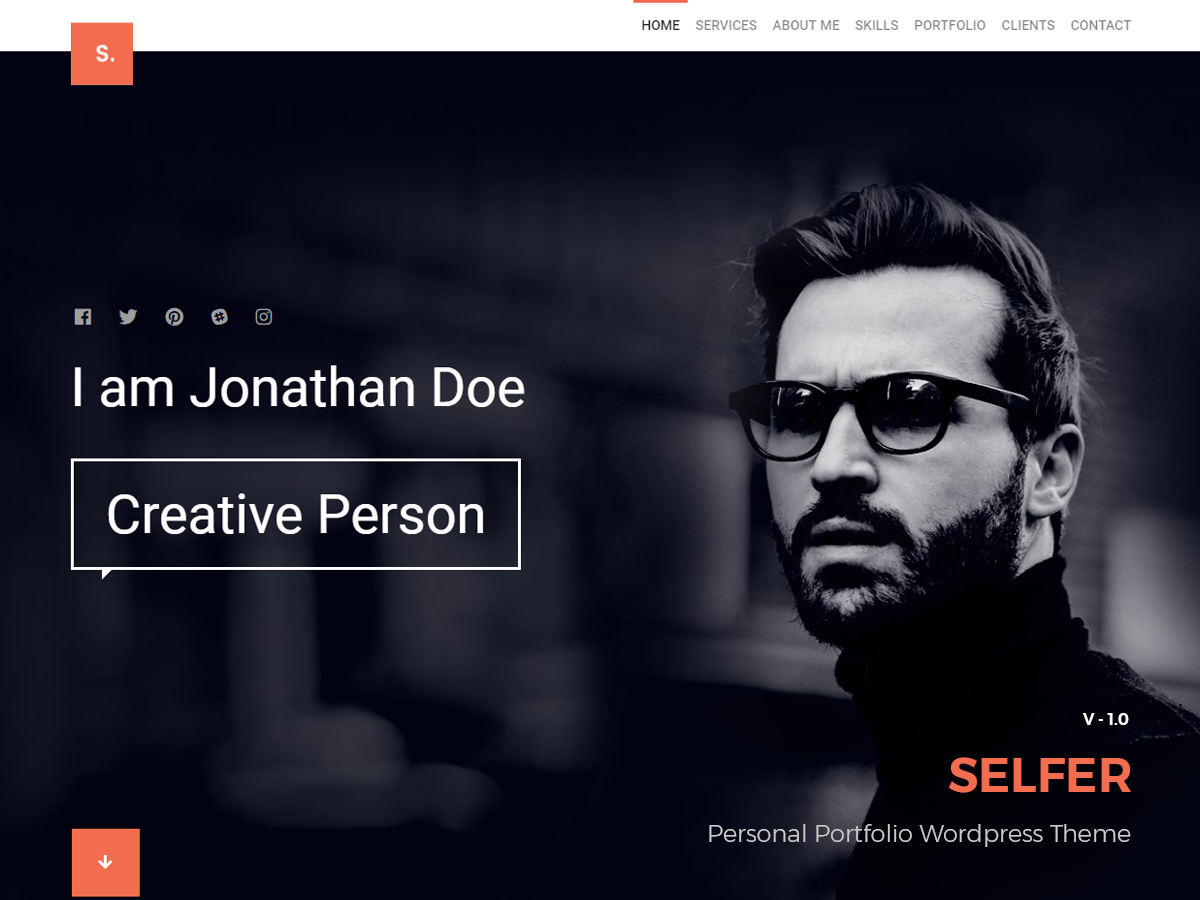 HOME SERVICES ABOUT ME SKILLS PORTFOLIO CLIENTS CONTACT
S.
I am Jonathan Doe
Creative Person
V - 1.0
SELFER
Personal Portfolio Wordpress Theme